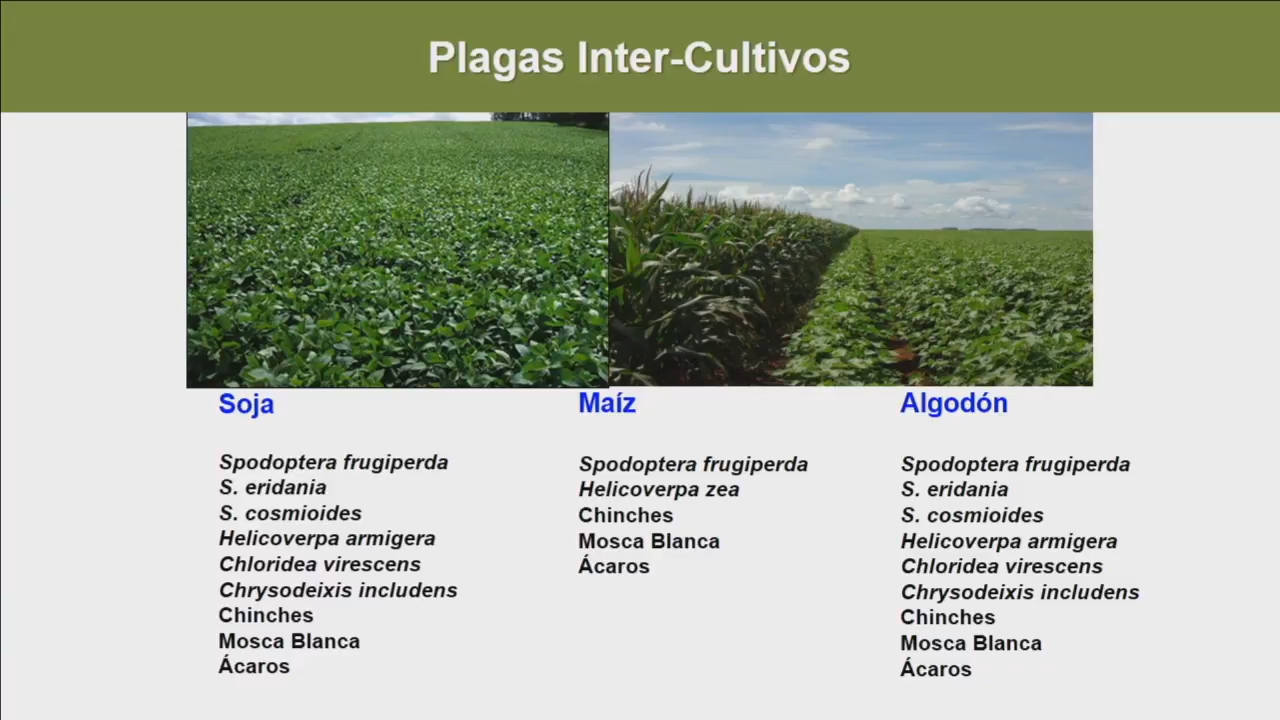 Plagas Inter-Cultivos
Soja
Spodoptera frugiperda
S. eridania
S. cosmioides
Helicoverpa armigera
Chloridea virescens
Chrysodeixis includens
Chinches
Mosca Blanca
Ácaros
Maíz
Spodoptera frugiperda
Helicoverpa zea
Chinches
Mosca Blanca
Ácaros
Algodón
Spodoptera frugiperda
S. eridania
S. cosmioides
Helicoverpa armigera
Chloridea virescens
Chrysodeixis includens
Chinches
Mosca Blanca
Ácaros